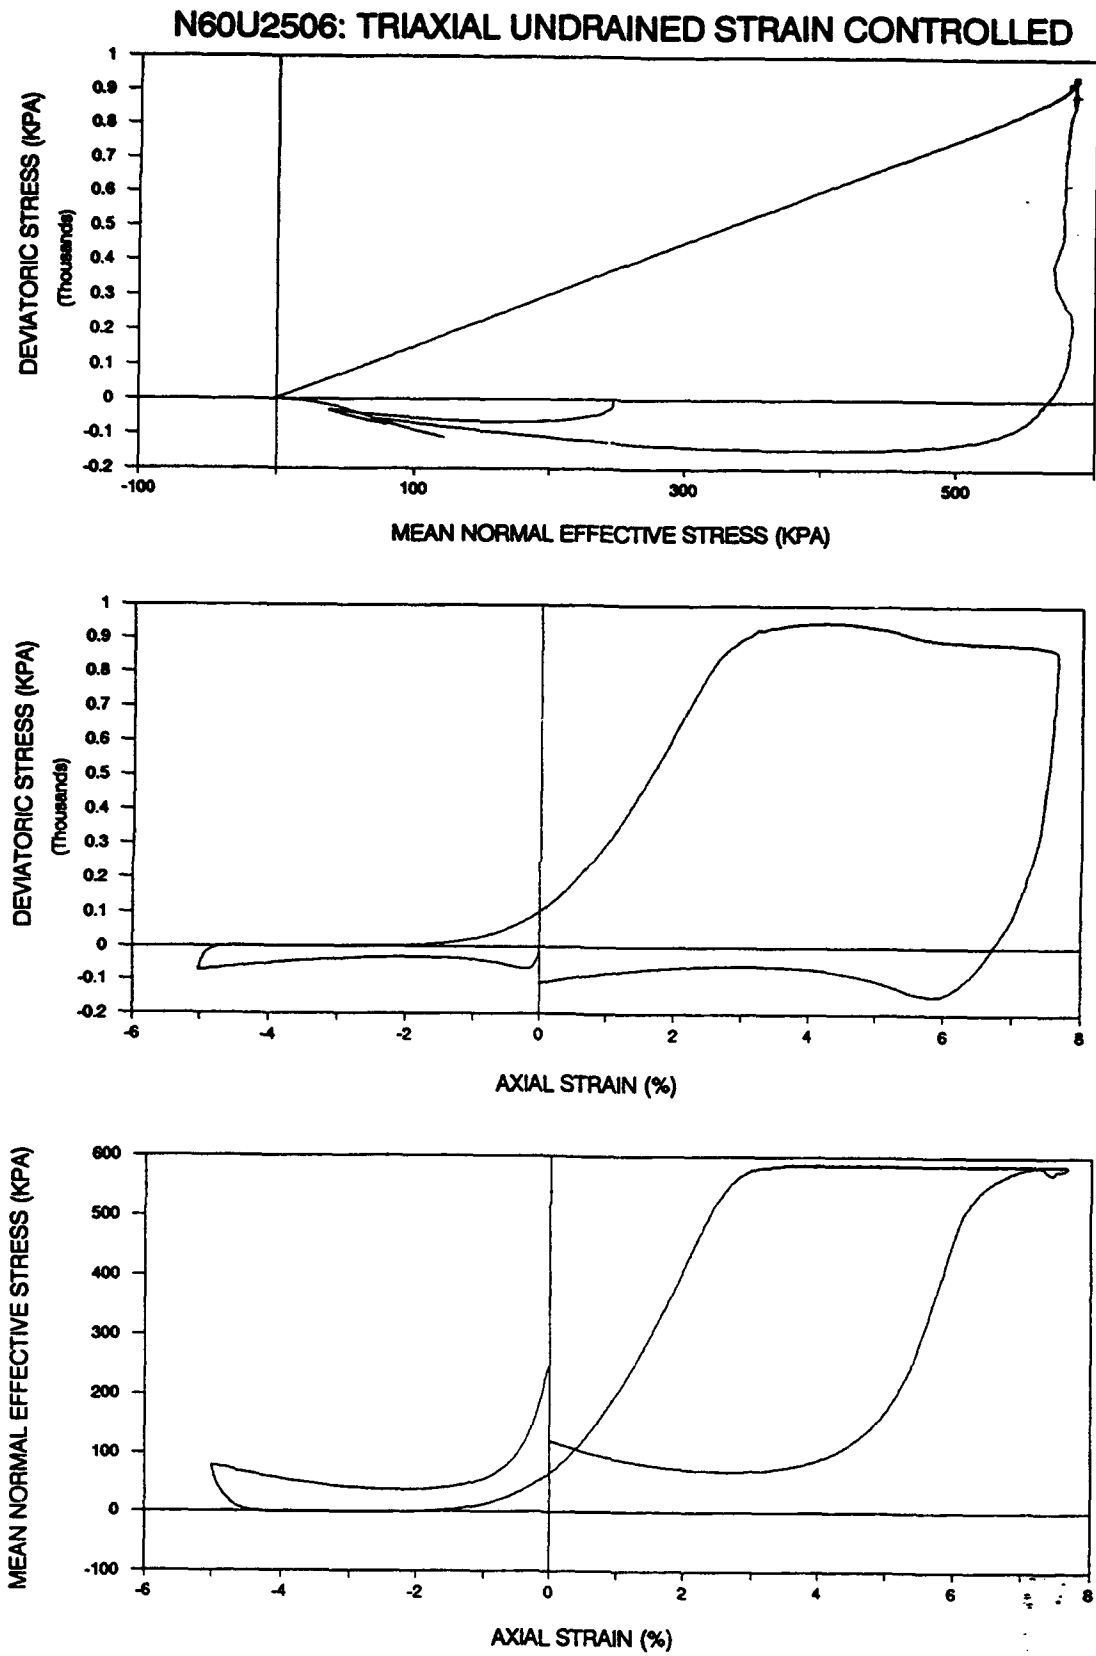 N60U2506: TRIAXIAL UNDRAINED STRAIN CONTROLLED
DEVIATORIC STRESS (KPA)
(Thousands)
1
0.9
0.8
0.7
0.6
0.5
0.4
0.3
0.2
0.1
0
-0.1
-0.2
-100 100 300 500
MEAN NORMAL EFFECTIVE STRESS (KPA)
DEVIATORIC STRESS (KPA)
(Thousands)
1
0.9
0.8
0.7
0.6
0.5
0.4
0.3
0.2
0.1
0
-0.1
-0.2
-6 -4 -2 0 2 4 6 8
AXIAL STRAIN (%)
MEAN NORMAL EFFECTIVE STRESS (KPA)
600
500
400
300
200
100
0
-100
-6 -4 -2 0 2 4 6 8
AXIAL STRAIN (%)